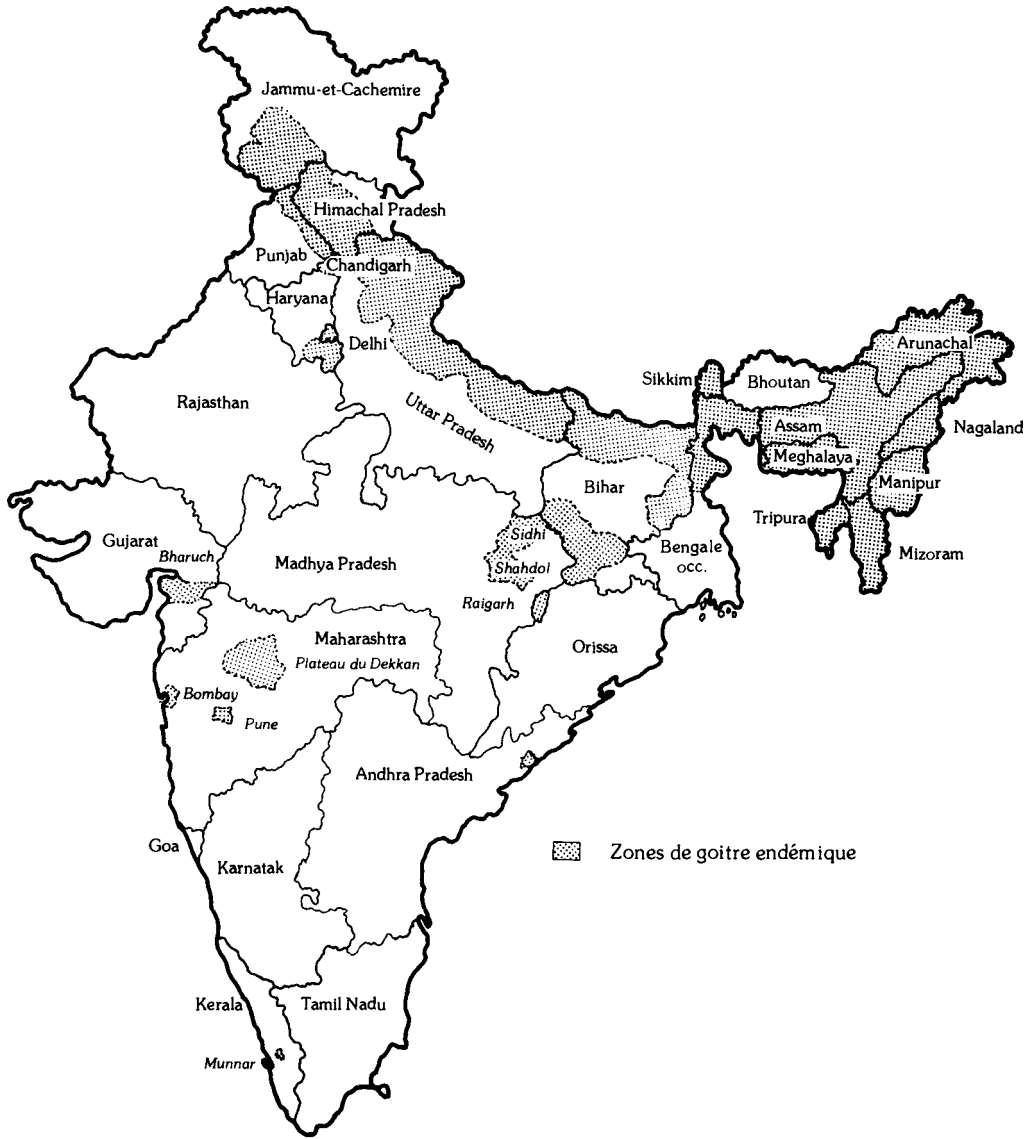 Jammu-et-Cachemire
Himachal Pradesh
Punjab
Chandigarh
Haryana
Delhi
Rajasthan
Uttar Pradesh
Sikkim
Bhoutan
Arunachal
Assam
Nagaland
Meghalaya
Manipur
Tripura
Mizoram
Bihar
Bengale
occ.
Gujarat
Bharuch
Madhya Pradesh
Sidhi
Shahdol
Raigarh
Maharashtra
Plateau du Dekkan
Orissa
Bombay
Pune
Andhra Pradesh
Goa
Karnatak
Zones de goitre endémique
Kerala
Tamil Nadu
Munnar